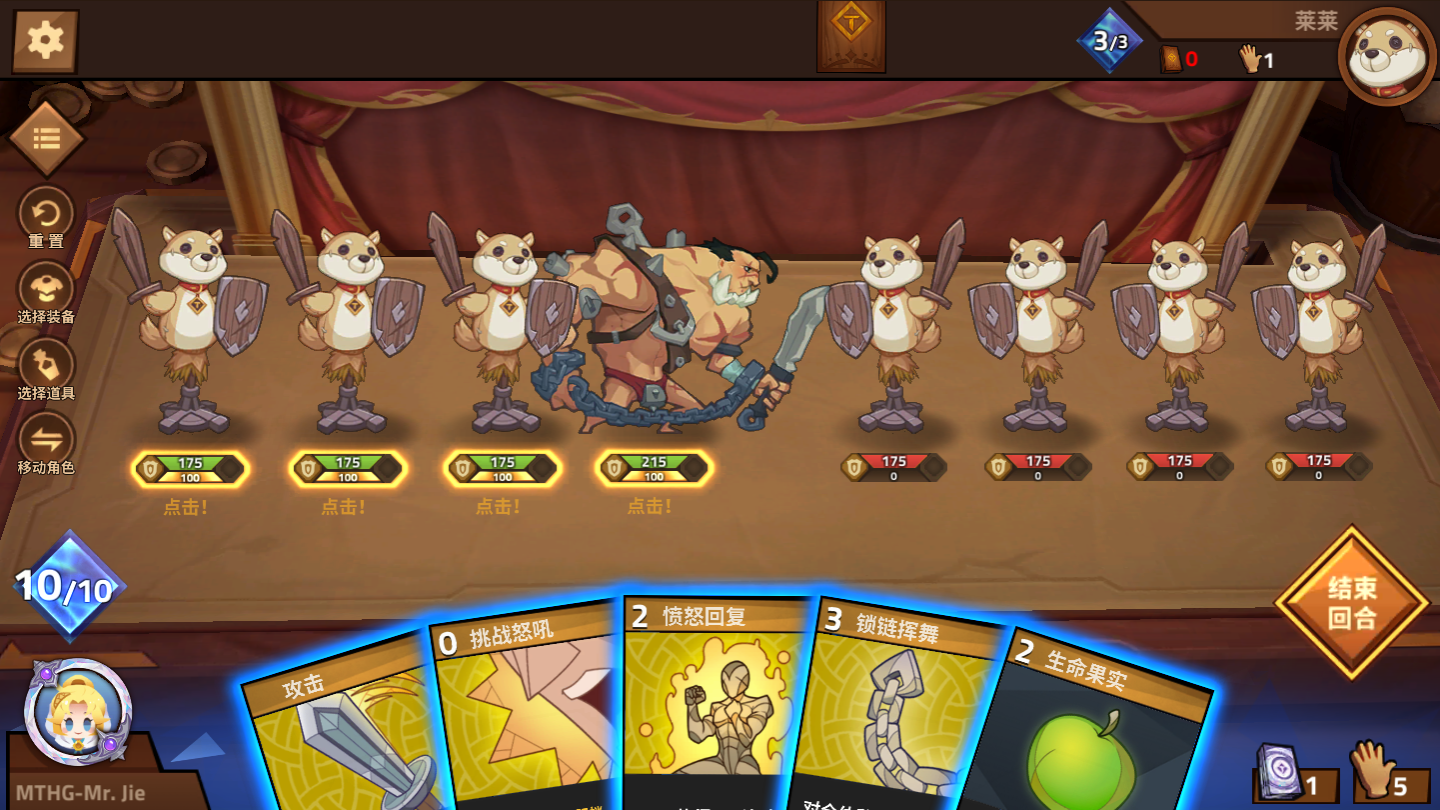 莱莱
3/3
0
1
重置
选择装备
选择道具
移动角色
175
100
点击!
175
100
点击!
175
100
点击!
215
100
点击!
175
0
175
0
175
0
175
0
10/10
结束
回合
攻击
0 挑战怒吼
2 愤怒回复
3 锁链挥舞
2 生命果实
MTHG-Mr. Jie
1
5